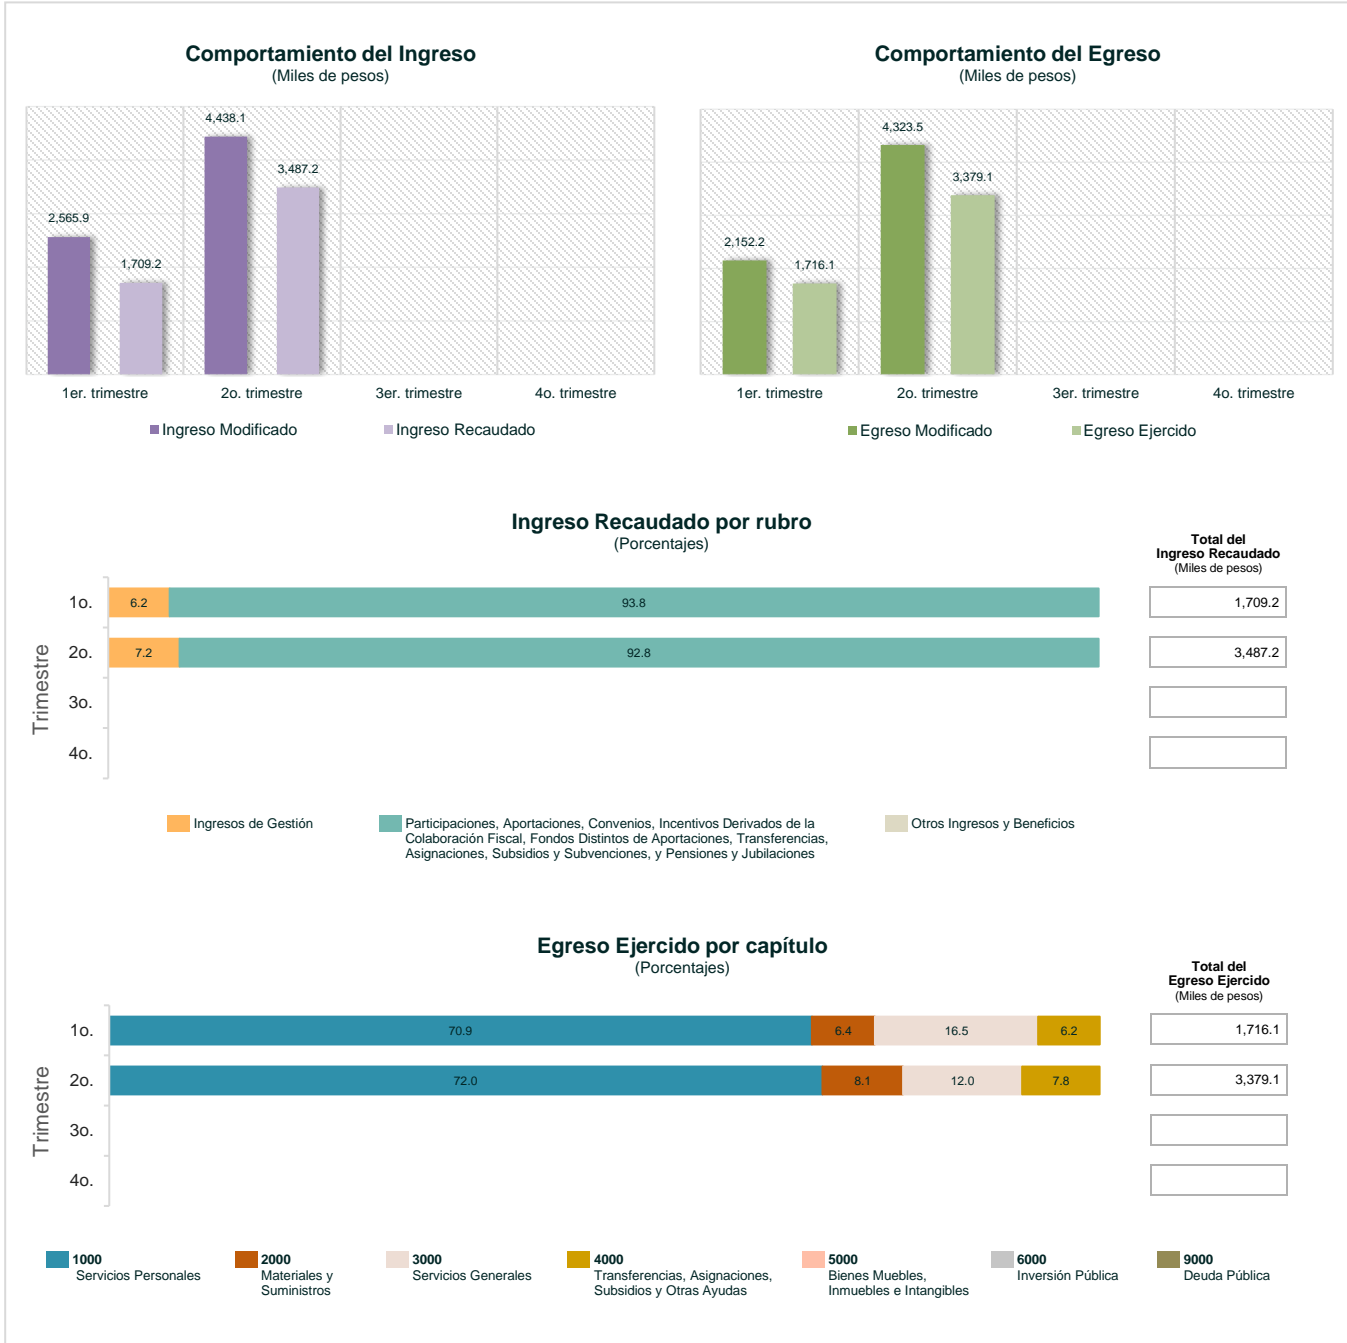 Comportamiento del Ingreso
(Miles de pesos)
4,438.1
3,487.2
2,565.9
1,709.2
1er. trimestre
2o. trimestre
3er. trimestre
4o. trimestre
Ingreso Modificado
Ingreso Recaudado
Comportamiento del Egreso
(Miles de pesos)
4,323.5
3,379.1
2,152.2
1,716.1
1er. trimestre
2o. trimestre
3er. trimestre
4o. trimestre
Egreso Modificado
Egreso Ejercido
Ingreso Recaudado por rubro
(Porcentajes)
Total del
Ingreso Recaudado
(Miles de pesos)
Trimestre
1o.
6.2
93.8
1,709.2
2o.
7.2
92.8
3,487.2
3o.
4o.
Ingresos de Gestión
Participaciones, Aportaciones, Convenios, Incentivos Derivados de la
Colaboración Fiscal, Fondos Distintos de Aportaciones, Transferencias,
Asignaciones, Subsidios y Subvenciones, y Pensiones y Jubilaciones
Otros Ingresos y Beneficios
Egreso Ejercido por capítulo
(Porcentajes)
Total del
Egreso Ejercido
(Miles de pesos)
Trimestre
1o.
70.9
6.4
16.5
6.2
1,716.1
2o.
72.0
8.1
12.0
7.8
3,379.1
3o.
4o.
1000
Servicios Personales
2000
Materiales y
Suministros
3000
Servicios Generales
4000
Transferencias, Asignaciones,
Subsidios y Otras Ayudas
5000
Bienes Muebles,
Inmuebles e Intangibles
6000
Inversión Pública
9000
Deuda Pública